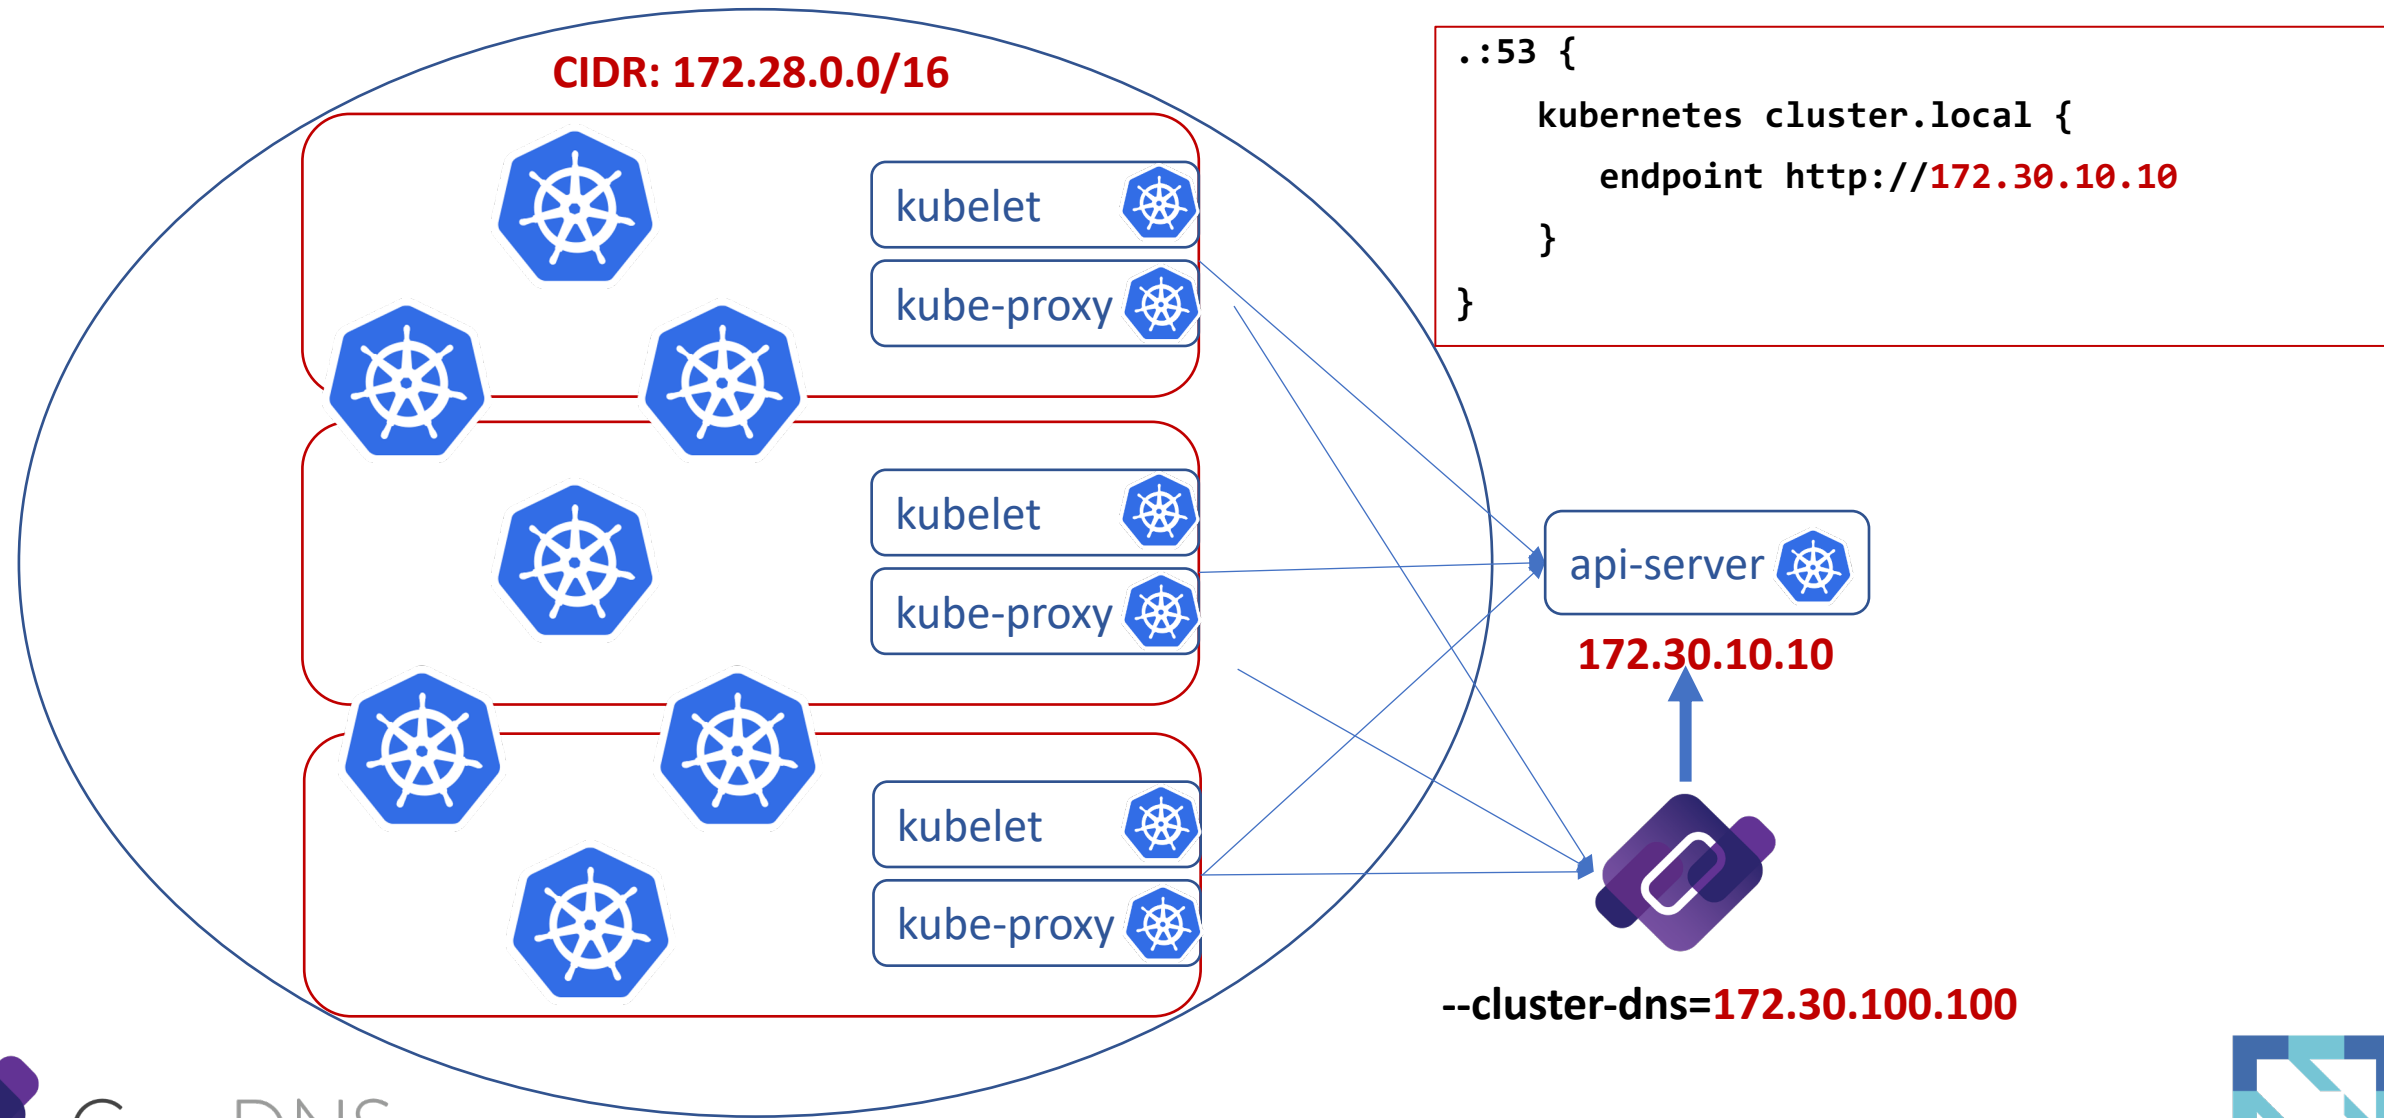 CIDR: 172.28.0.0/16
kubelet
kube-proxy
kubelet
kube-proxy
kubelet
kube-proxy
.:53 {
kubernetes cluster.local {
endpoint http://172.30.10.10
}
}
api-server
172.30.10.10
--cluster-dns=172.30.100.100
DNS